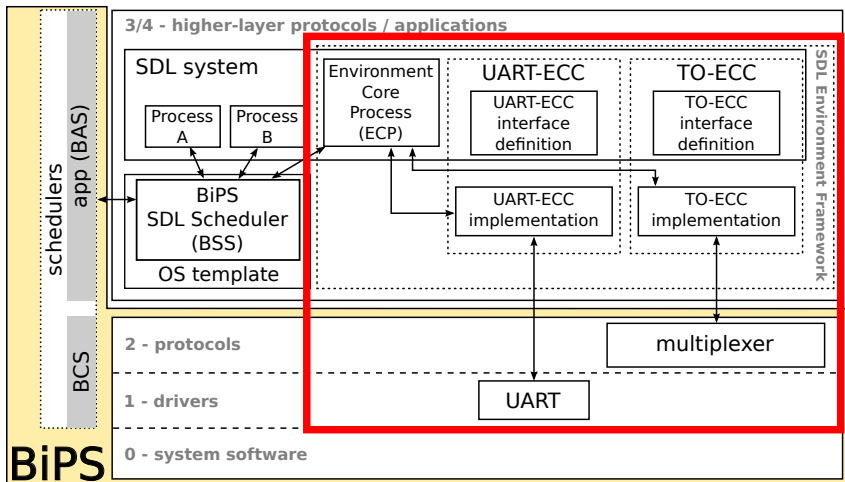 3/4 - higher-layer protocols / applications
SDL system
Process
A
Process
B
Environment
Core
Process
(ECP)
UART-ECC
UART-ECC
interface
definition
TO-ECC
TO-ECC
interface
definition
SDL Environment Framework
schedulers
app (BAS)
BiPS
SDL Scheduler
(BSS)
OS template
UART-ECC
implementation
TO-ECC
implementation
BCS
2 - protocols
multiplexer
1 - drivers
UART
0 - system software
BiPS